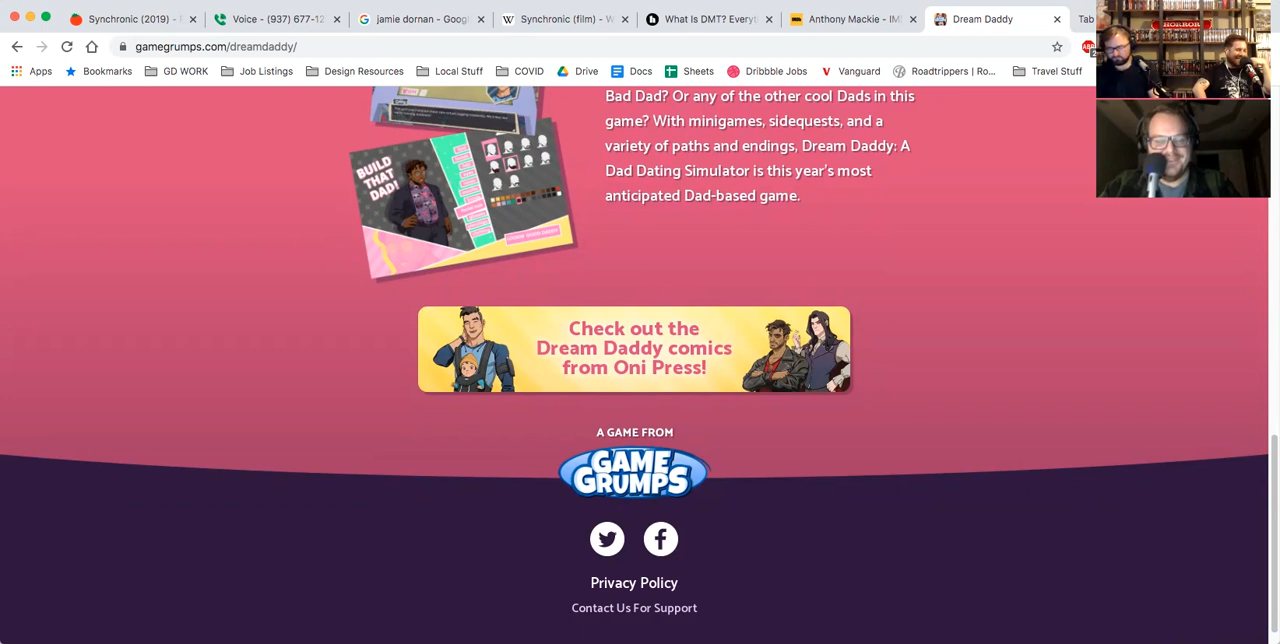 Synchronic (2019) -
Voice - (937) 677-12
jamie dornan - Goog
Synchronic (film) - W
What Is DMT? Everyt
Anthony Mackie - IM
Dream Daddy
Tab
gamegrumps.com/dreamdaddy/
Apps
Bookmarks
GD WORK
Job Listings
Design Resources
Local Stuff
COVID
Drive
Docs
Sheets
Dribbble Jobs
Vanguard
Roadtrippers | Ro...
Travel Stuff
HORROR
Bad Dad? Or any of the other cool Dads in this
game? With minigames, sidequests, and a
variety of paths and endings, Dream Daddy: A
Dad Dating Simulator is this year's most
anticipated Dad-based game.
BUILD
THAT
DAD!
Check out the
Dream Daddy comics
from Oni Press!
A GAME FROM
GAME
GRUMPS
Privacy Policy
Contact Us For Support